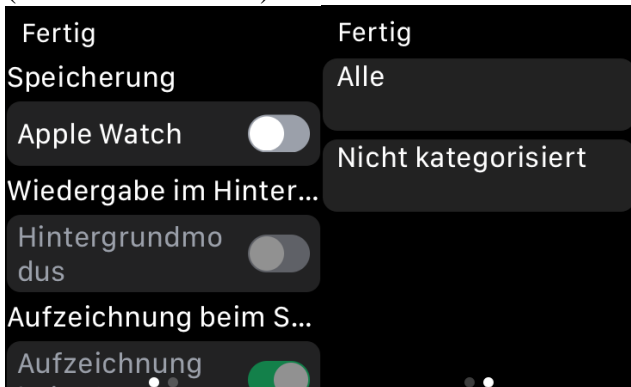 Fertig
Speicherung
Apple Watch
Wiedergabe im Hinter...
Hintergrundmo
dus
Aufzeichnung beim S...
Aufzeichnung
Fertig
Alle
Nicht kategorisiert